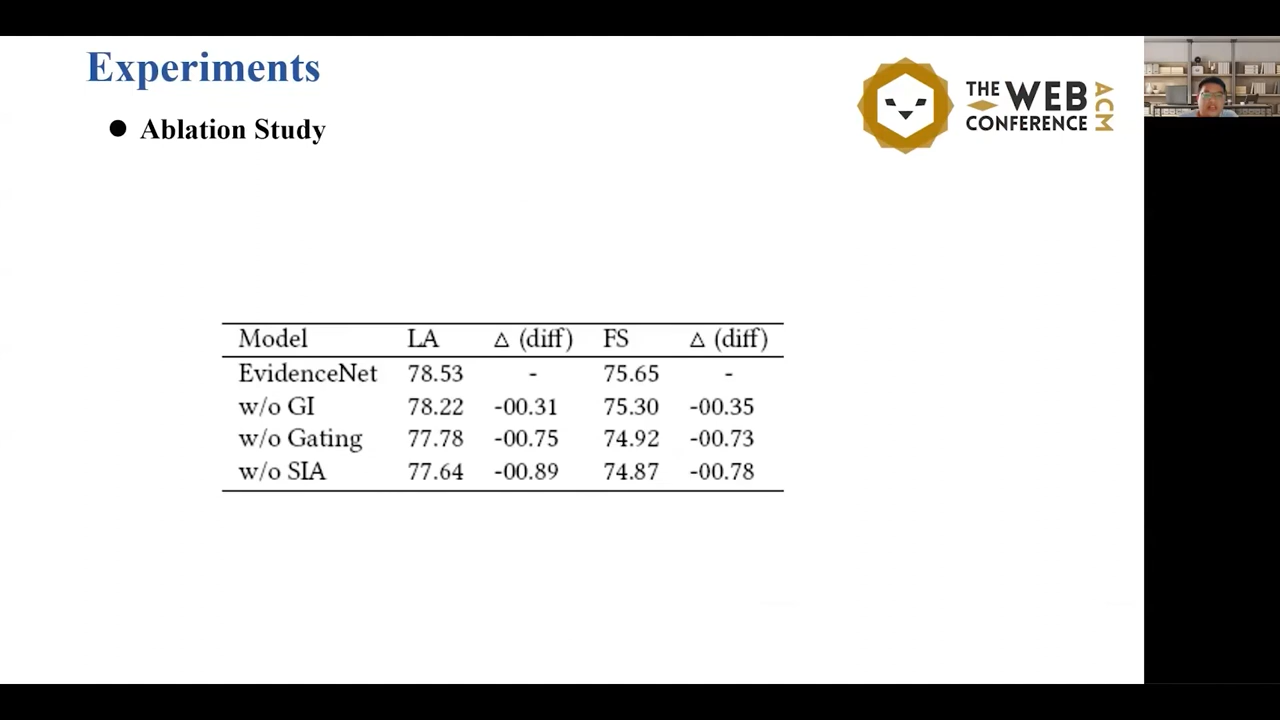 Experiments
● Ablation Study
THE WEB CONFERENCE ACM
Model LA △ (diff) FS △ (diff)
EvidenceNet 78.53 - 75.65 -
w/o GI 78.22 -00.31 75.30 -00.35
w/o Gating 77.78 -00.75 74.92 -00.73
w/o SIA 77.64 -00.89 74.87 -00.78